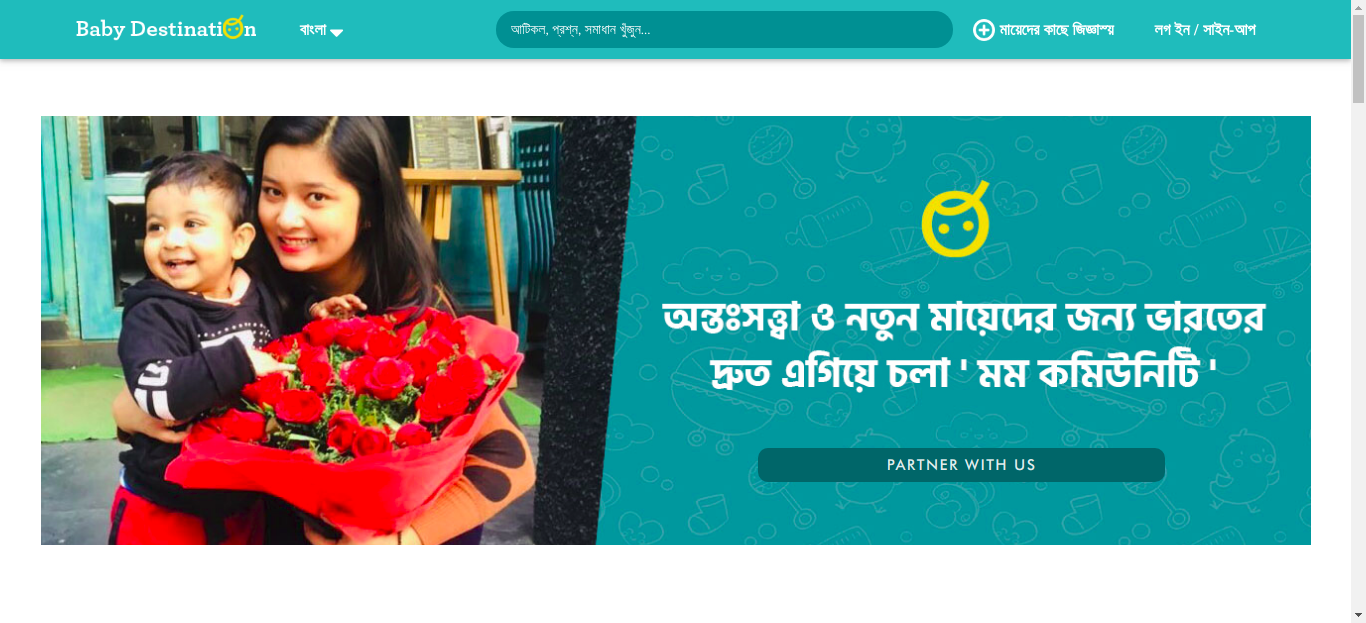 Baby Destination
বাংলা
আটিকল, প্রশ্ন, সমাধান খুঁজুন...
মায়েদের কাছে জিজ্ঞাস্য
লগ ইন / সাইন-আপ
অন্তঃসত্ত্বা ও নতুন মায়েদের জন্য ভারতের
দ্রুত এগিয়ে চলা ' মম কমিউনিটি '
PARTNER WITH US